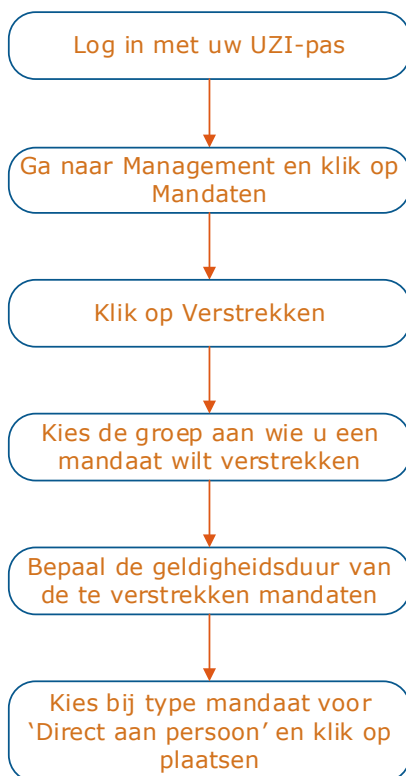 Log in met uw UZI-pas
Ga naar Management en klik op
Mandaten
Klik op Verstrekken
Kies de groep aan wie u een
mandaat wilt verstrekken
Bepaal de geldigheidsduur van
de te verstrekken mandaten
Kies bij type mandaat voor
‘Direct aan persoon’ en klik op
plaatsen